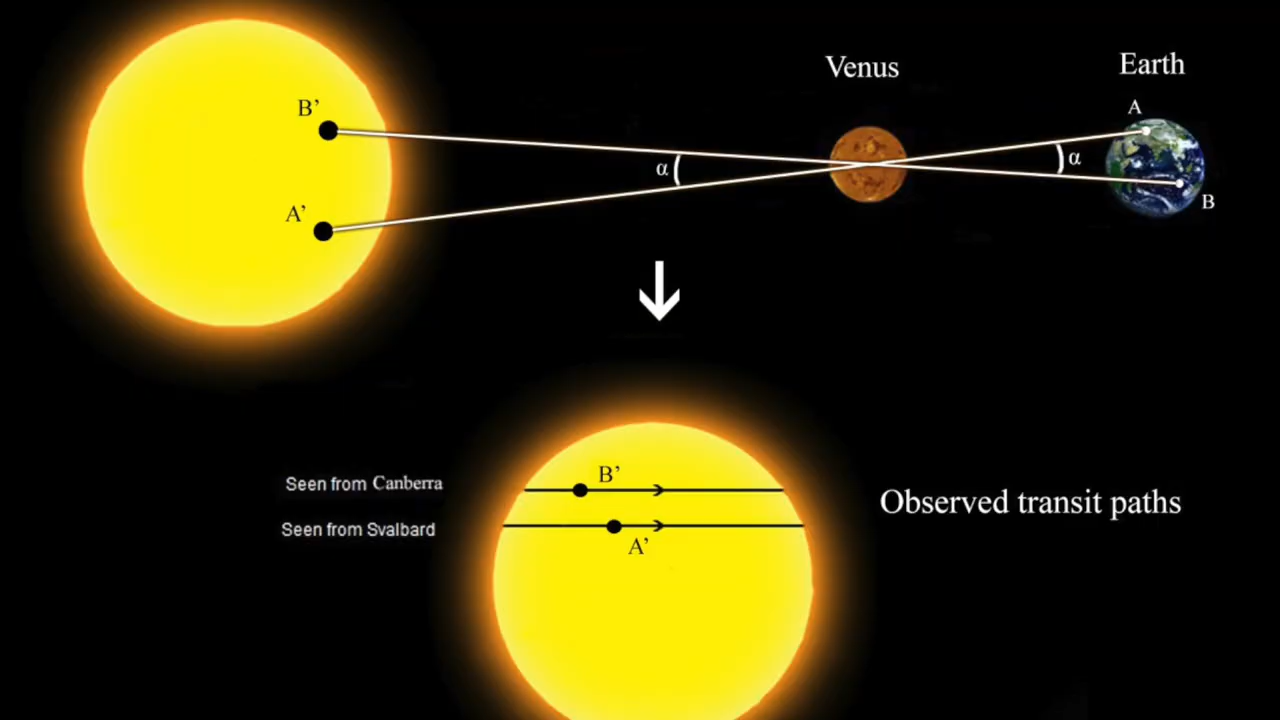 Venus
Earth
A
B’
α
α
A’
B
Seen from Canberra
B’
Observed transit paths
Seen from Svalbard
A’